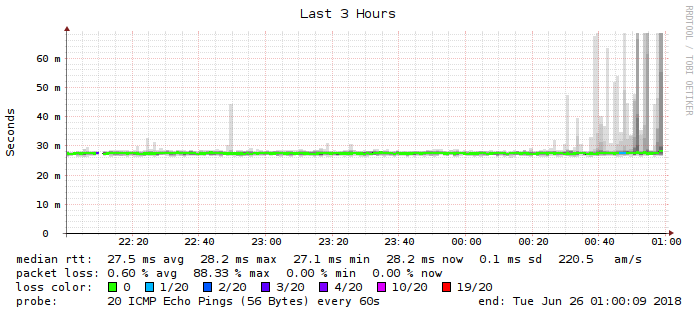 Last 3 Hours
RRDTOOL / TOBI OETIKER
Seconds
60 m
50 m
40 m
30 m
20 m
10 m
0
22:20 22:40 23:00 23:20 23:40 00:00 00:20 00:40 01:00
median rtt: 27.5 ms avg 28.2 ms max 27.1 ms min 28.2 ms now 0.1 ms sd 220.5 am/s
packet loss: 0.60 % avg 88.33 % max 0.00 % min 0.00 % now
loss color: 0 1/20 2/20 3/20 4/20 10/20 19/20
probe: 20 ICMP Echo Pings (56 Bytes) every 60s end: Tue Jun 26 01:00:09 2018